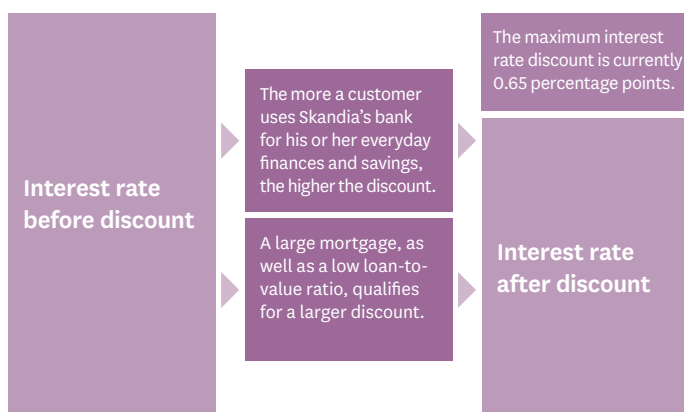 Interest rate
before discount
The more a customer
uses Skandia's bank
for his or her everyday
finances and savings,
the higher the discount.
A large mortgage, as
well as a low loan-to-
value ratio, qualifies
for a larger discount.
The maximum interest
rate discount is currently
0.65 percentage points.
Interest rate
after discount